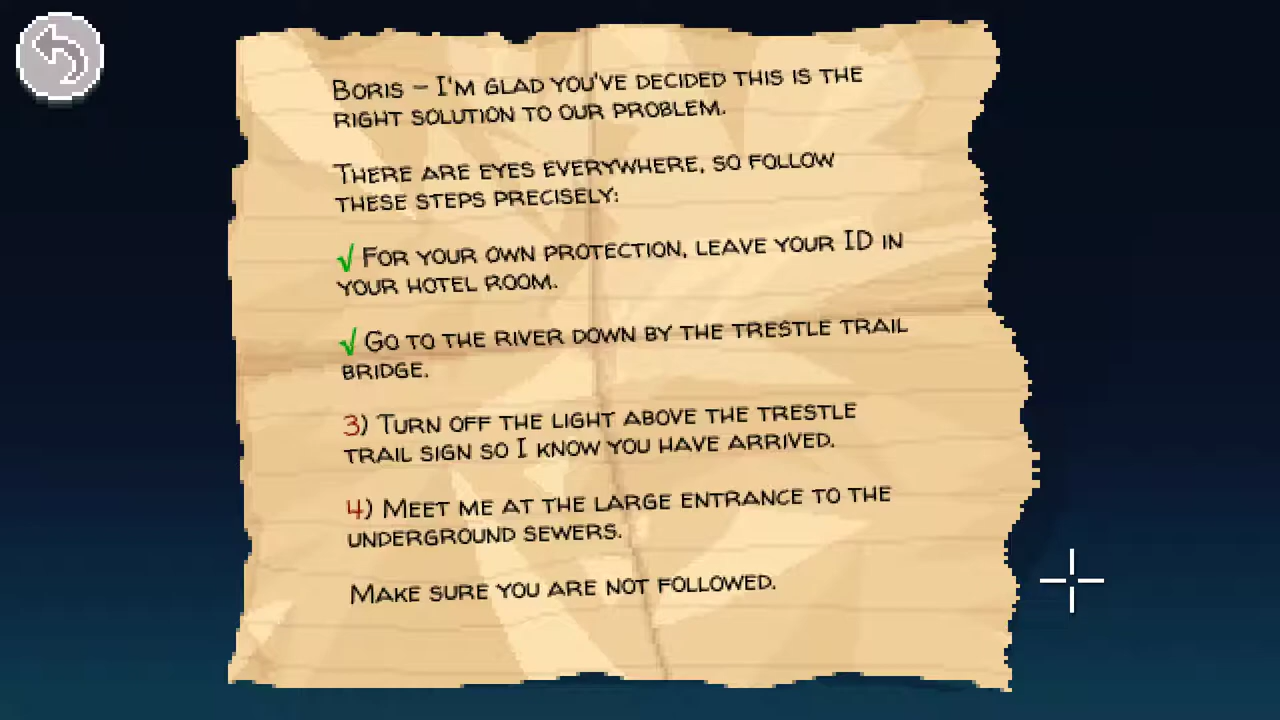 Boris – I'm glad you've decided this is the
right solution to our problem.
There are eyes everywhere, so follow
these steps precisely:
√ For your own protection, leave your ID in
your hotel room.
√ Go to the river down by the trestle trail
bridge.
3) Turn off the light above the trestle
trail sign so I know you have arrived.
4) Meet me at the large entrance to the
underground sewers.
Make sure you are not followed.